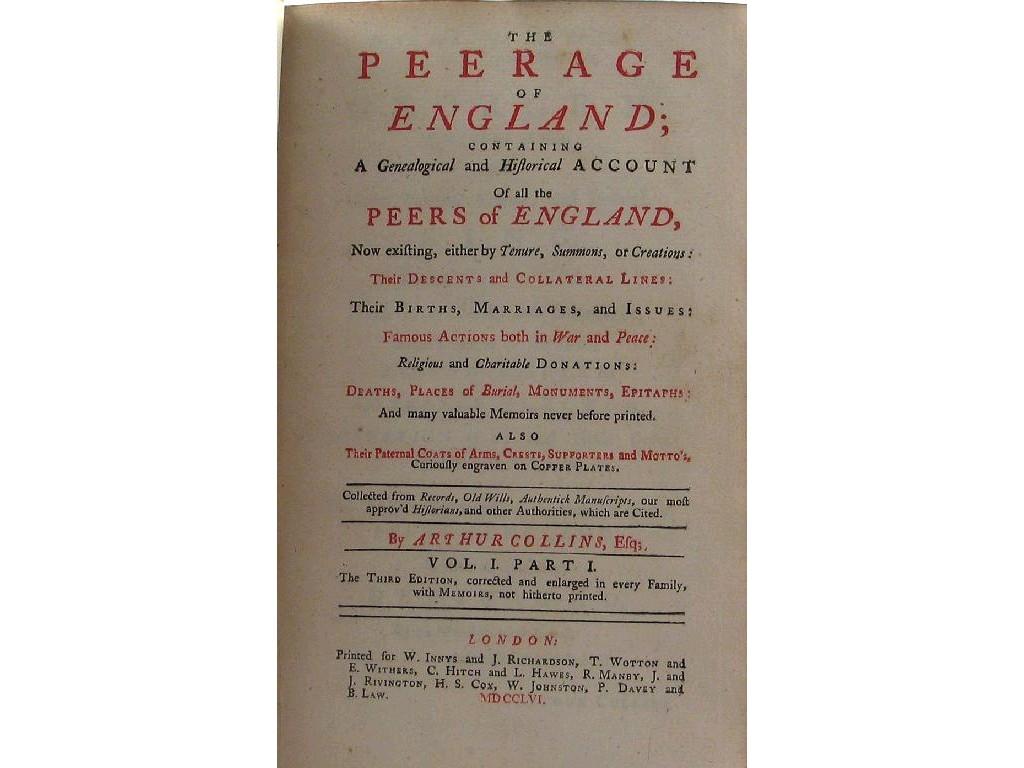 THE
PEERAGE
OF
ENGLAND;
CONTAINING
A Genealogical and Hiſtorical ACCOUNT
Of all the
PEERS of ENGLAND,
Now exiſting, either by Tenure, Summons, or Creations:
Their DESCENTS and COLLATERAL LINES:
Their BIRTHS, MARRIAGES, and ISSUES:
Famous ACTIONS both in War and Peace:
Religious and Charitable DONATIONS:
DEATHS, PLACES of Burial, MONUMENTS, EPITAPHS:
And many valuable Memoirs never before printed.
ALSO
Their Paternal COATS of Arms, CRESTS, SUPPORTERS and MOTTO's,
Curiouſly engraven on COPPER PLATES.
Collected from Records, Old Wills, Authentick Manuſcripts, our moſt
approv'd Hiſtorians, and other Authorities, which are Cited.
By ARTHUR COLLINS, Eſq;.
VOL. I. PART I.
The THIRD EDITION, corrected and enlarged in every Family,
with MEMOIRS, not hitherto printed.
LONDON:
Printed for W. INNYS and J. RICHARDSON, T. WOTTON and
E. WITHERS, C. HITCH and L. HAWES, R. MANBY, J. and
J. RIVINGTON, H. S. COX, W. JOHNSTON, P. DAVEY and
B. LAW. MDCCLVI.